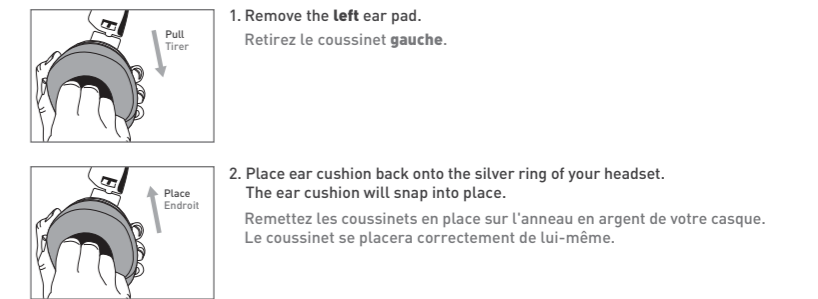 Pull
Tirer
1. Remove the left ear pad.
Retirez le coussinet gauche.
Place
Endroit
2. Place ear cushion back onto the silver ring of your headset.
The ear cushion will snap into place.
Remettez les coussinets en place sur l'anneau en argent de votre casque.
Le coussinet se placera correctement de lui-même.